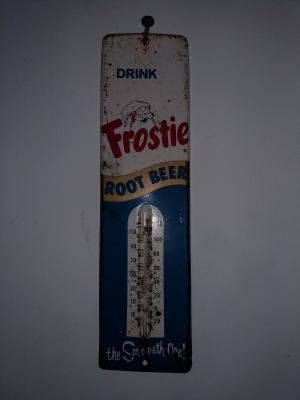 DRINK
Frostie
ROOT BEER
the Smooth One!